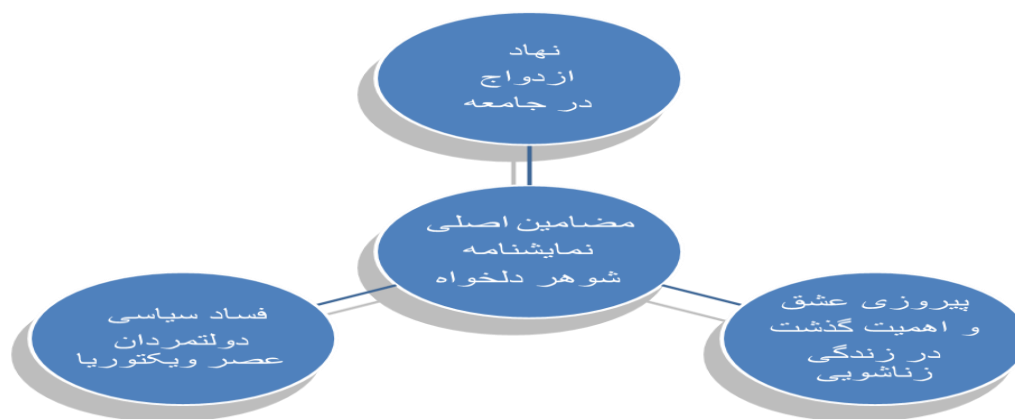 نهاد
ازدواج
در جامعه
مضامین اصلی
نمایشنامه
شوهر دلخواه
فساد سیاسی
دولتمردان
عصر ویکتوریا
پیروزی عشق
و اهمیت گذشت
در زندگی
زناشویی